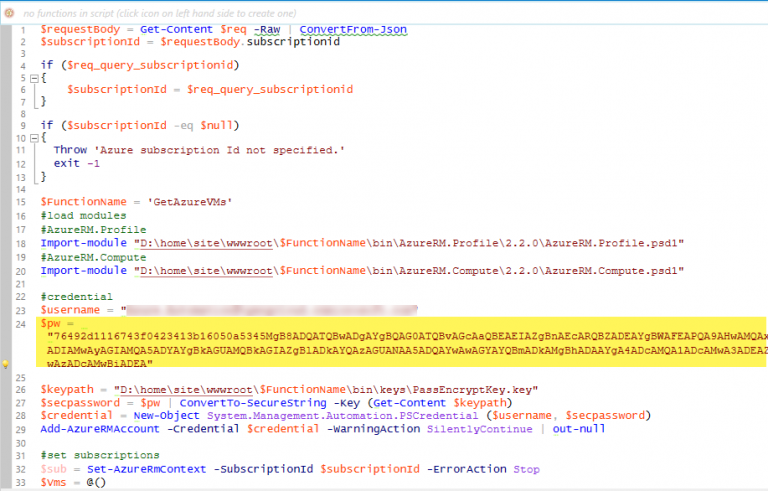 no functions in script (click icon on left hand side to create one)
1 $requestBody = Get-Content $req -Raw | ConvertFrom-Json
2 $subscriptionId = $requestBody.subscriptionid
3
4 if ($req_query_subscriptionid)
5 {
6 $subscriptionId = $req_query_subscriptionid
7 }
8
9 if ($subscriptionId -eq $null)
10 {
11 Throw 'Azure subscription Id not specified.'
12 exit -1
13 }
14
15 $FunctionName = 'GetAzureVMs'
16 #load modules
17 #AzureRM.Profile
18 Import-module "D:\home\site\wwwroot\$FunctionName\bin\AzureRM.Profile\2.2.0\AzureRM.Profile.psd1"
19 #AzureRM.Compute
20 Import-module "D:\home\site\wwwroot\$FunctionName\bin\AzureRM.Compute\2.2.0\AzureRM.Compute.psd1"
21
22 #credential
23 $username = "
24 $pw =
"76492d1116743f0423413b16050a5345MgB8ADQATQBwADgAYgBQAG0ATQBvAGcAaQBEAEIAZgBnAEcARQBZADEAYgBWAFEAPQA9AHwAMQAx
ADIAMwAyAGIAMQA5ADYAYgBkAGUAMQBkAGIAZgBlADkAYQAzAGUANAA5ADQAYwAwAGYAYQBmADkAMgBhADAAYgA4ADcAMQA1ADcAMwA3ADEAZ
wAzADcAMwBiADEA"
25
26 $keypath = "D:\home\site\wwwroot\$FunctionName\bin\keys\PassEncryptKey.key"
27 $secpassword = $pw | ConvertTo-SecureString -Key (Get-Content $keypath)
28 $credential = New-Object System.Management.Automation.PSCredential ($username, $secpassword)
29 Add-AzureRMAccount -Credential $credential -WarningAction SilentlyContinue | out-null
30
31 #set subscriptions
32 $sub = Set-AzureRmContext -SubscriptionId $subscriptionId -ErrorAction Stop
33 $vms = @()